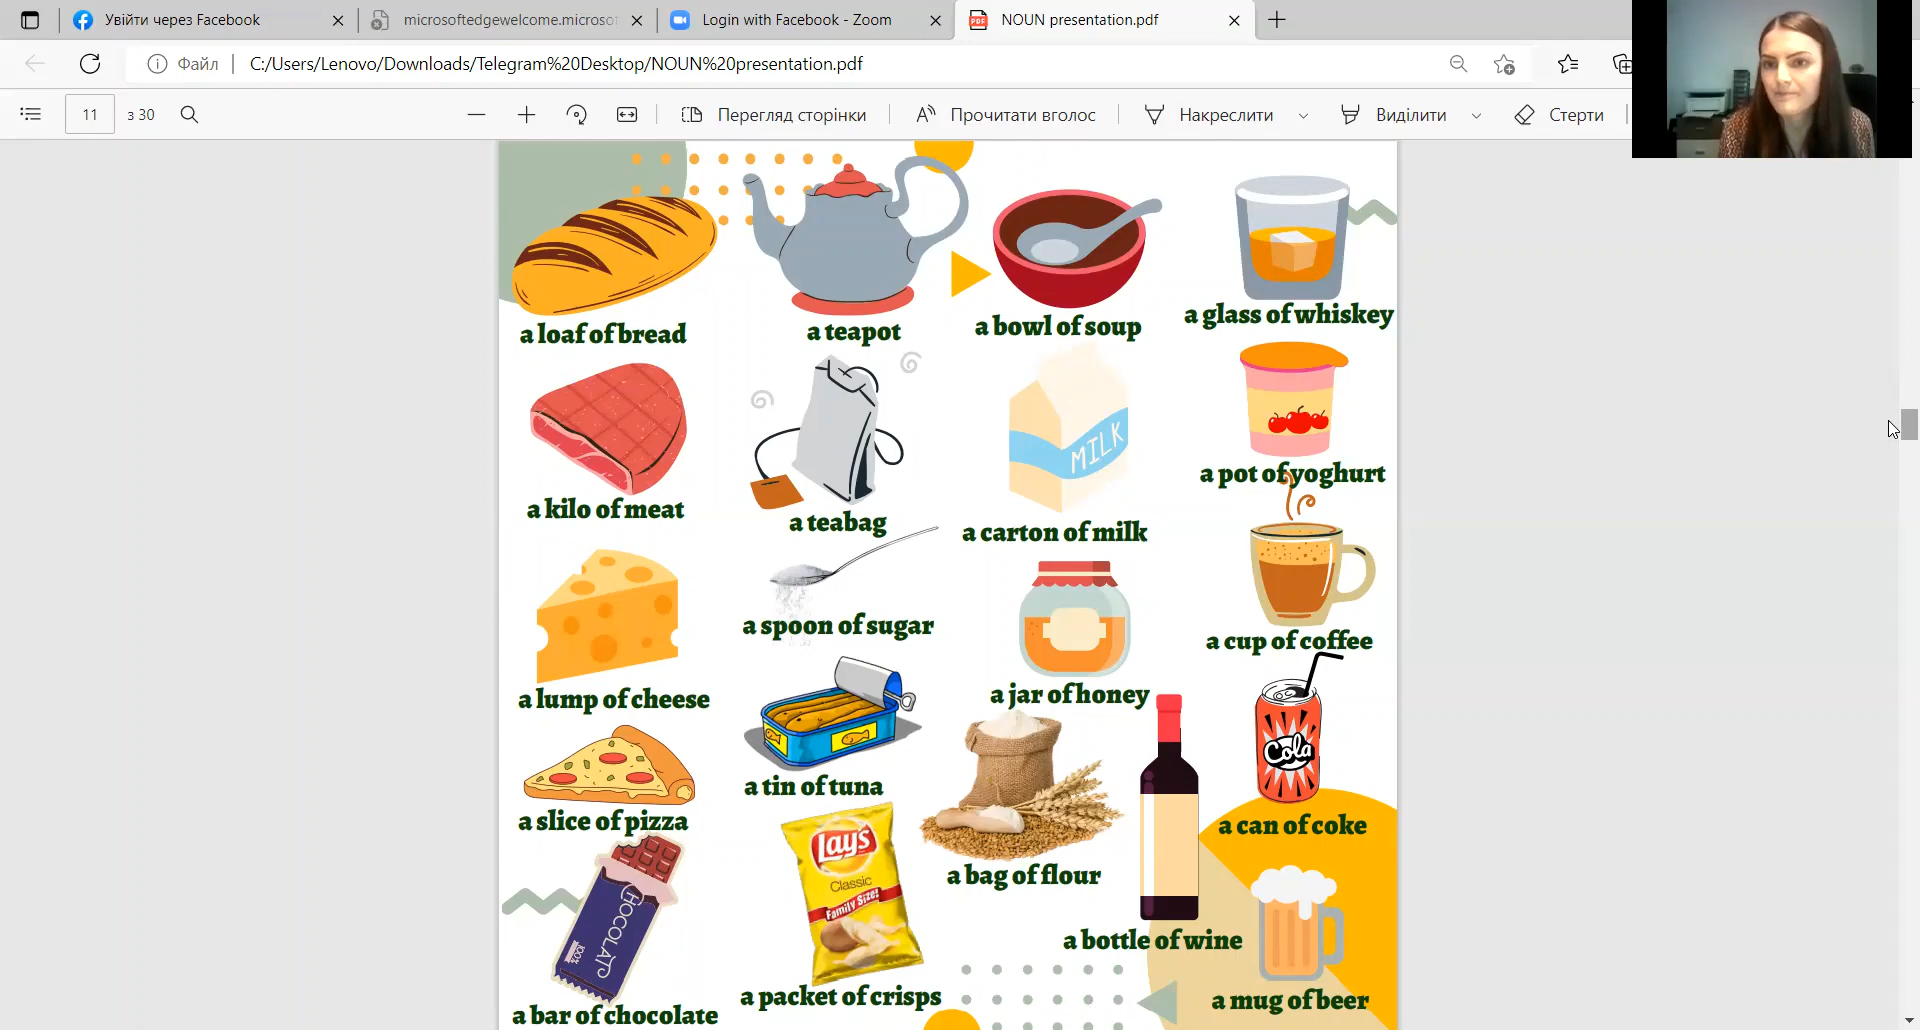 Увійти через Facebook
microsoftedgewelcome.microsof
Login with Facebook - Zoom
NOUN presentation.pdf
Файл
C:/Users/Lenovo/Downloads/Telegram%20Desktop/NOUN%20presentation.pdf
11 з 30
Перегляд сторінки
Прочитати вголос
Накреслити
Виділити
Стерти
a loaf of bread
a teapot
a bowl of soup
a glass of whiskey
MILK
a kilo of meat
a teabag
a carton of milk
a pot of yoghurt
a lump of cheese
a spoon of sugar
a jar of honey
a cup of coffee
a slice of pizza
a tin of tuna
a bag of flour
Cola
a can of coke
CHOCOLAT
100%
Lay's
Classic
Family Size!
a bar of chocolate
a packet of crisps
a bottle of wine
a mug of beer